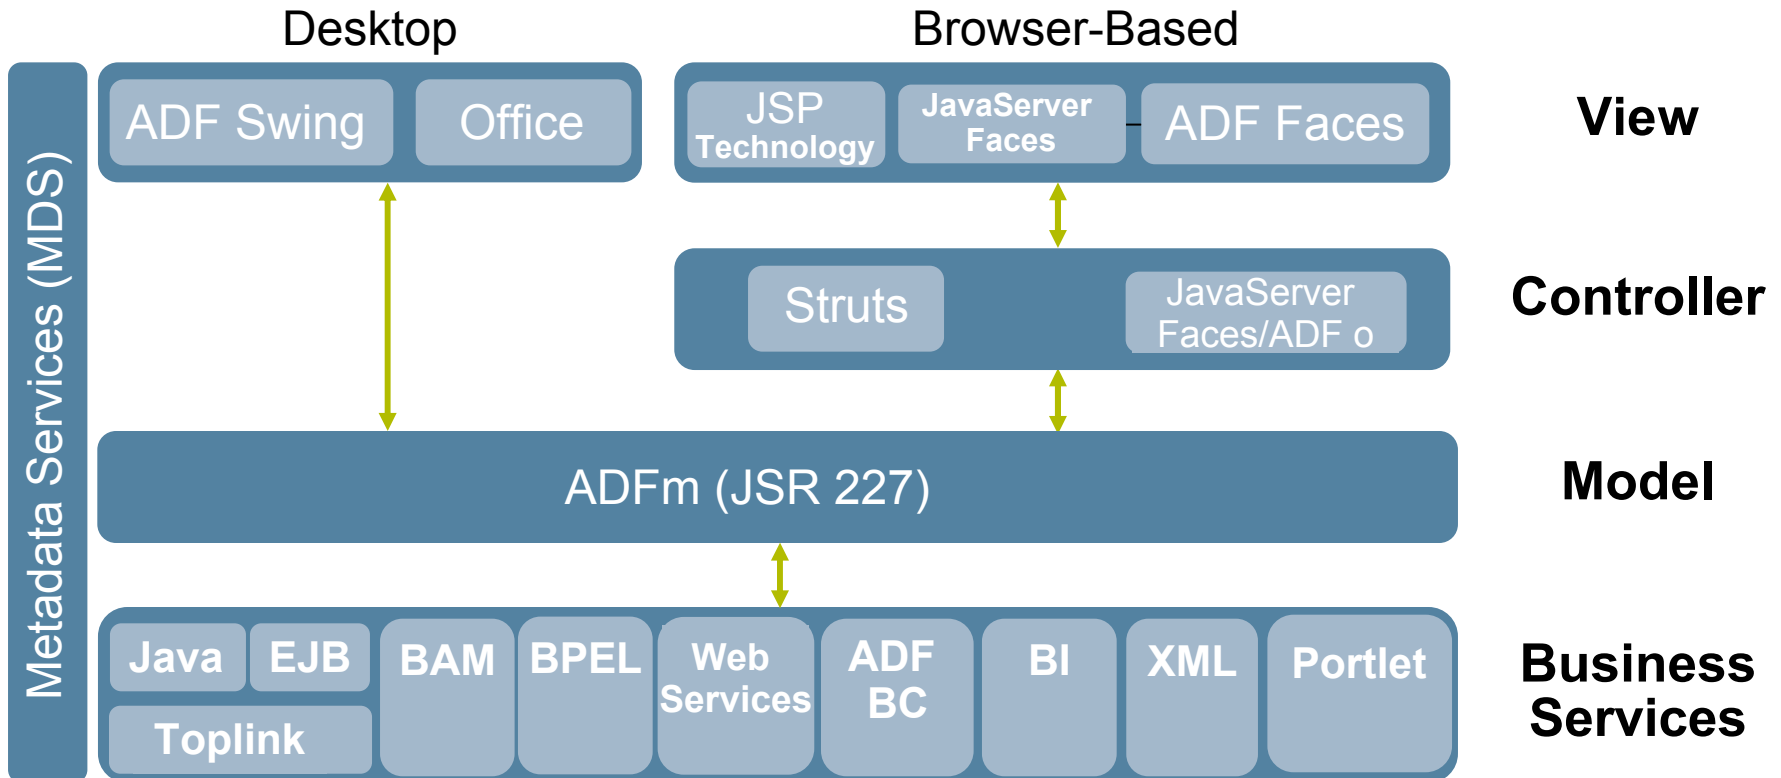 Desktop
Browser-Based
Metadata Services (MDS)
ADF Swing
Office
JSP
Technology
JavaServer
Faces
ADF Faces
View
Struts
JavaServer
Faces/ADF o
Controller
ADFm (JSR 227)
Model
Java
EJB
Toplink
BAM
BPEL
Web
Services
ADF
BC
BI
XML
Portlet
Business
Services